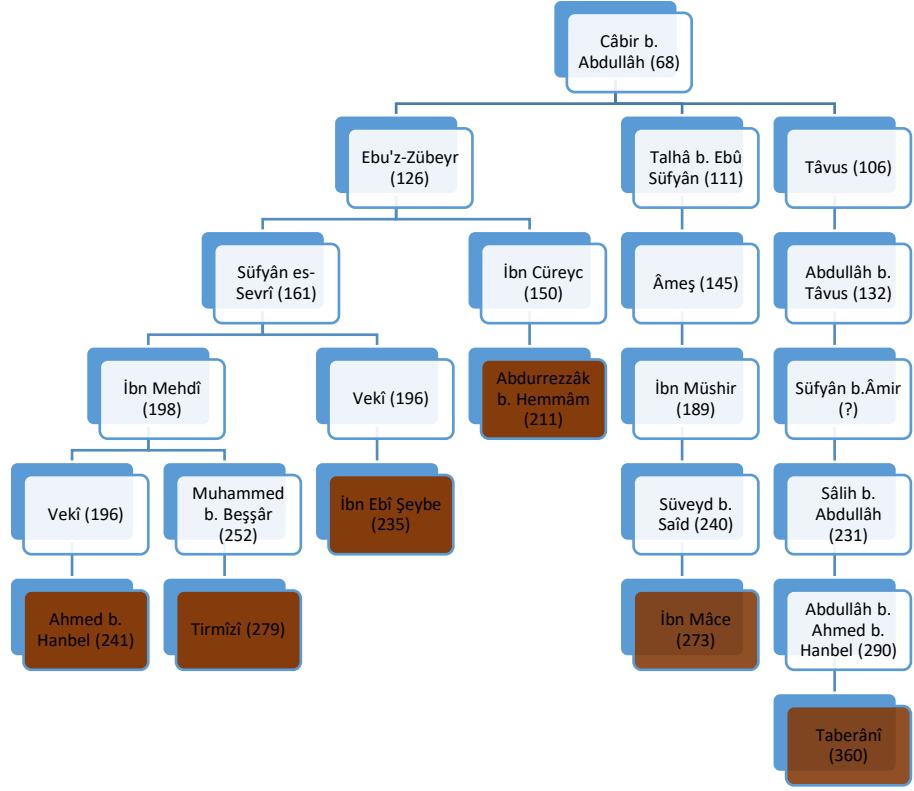 Câbir b.
Abdullâh (68)
Ebu'z-Zübeyr
(126)
Talhâ b. Ebû
Süfyân (111)
Tâvus (106)
Süfyân es-
Sevrî (161)
İbn Cüreyc
(150)
Âmeş (145)
Abdullâh b.
Tâvus (132)
İbn Mehdî
(198)
Vekî (196)
Abdurrezzâk
b. Hemmâm
(211)
İbn Müshir
(189)
Süfyân b.Âmir
(?)
Vekî (196)
Muhammed
b. Beşşâr
(252)
İbn Ebî Şeybe
(235)
Süveyd b.
Saîd (240)
Sâlih b.
Abdullâh
(231)
Ahmed b.
Hanbel (241)
Tirmîzî (279)
İbn Mâce
(273)
Abdullâh b.
Ahmed b.
Hanbel (290)
Taberânî
(360)